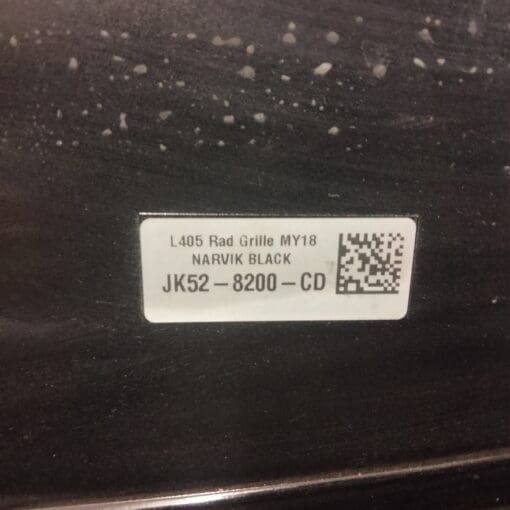 L405 Rad Grille MY18
NARVIK BLACK
JK52-8200-CD